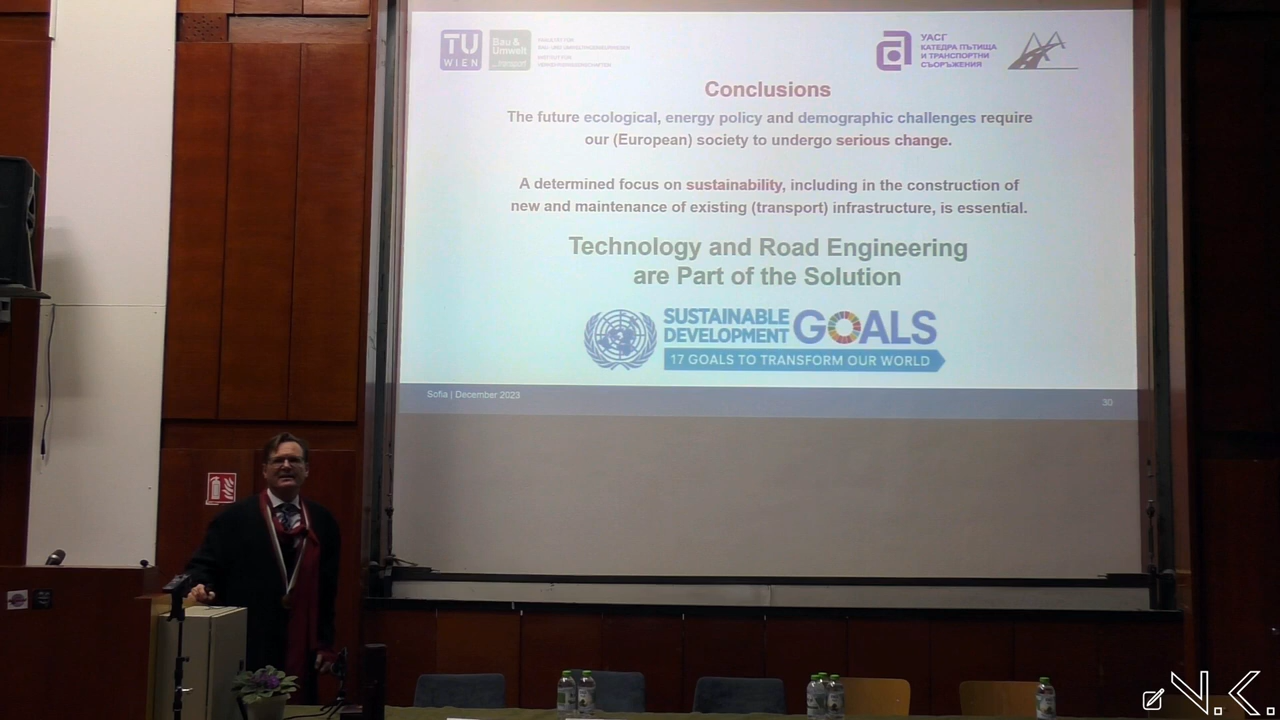 TU
WIEN
Bau &
Umwelt
УАСГ
КАТЕДРА ПЪТИЩА
И ТРАНСПОРТНИ
СЪОРЪЖЕНИЯ
Conclusions
The future ecological, energy policy and demographic challenges require
our (European) society to undergo serious change.
A determined focus on sustainability, including in the construction of
new and maintenance of existing (transport) infrastructure, is essential.
Technology and Road Engineering
are Part of the Solution
SUSTAINABLE
DEVELOPMENT
GOALS
17 GOALS TO TRANSFORM OUR WORLD
Sofia | December 2023
30
V.K.